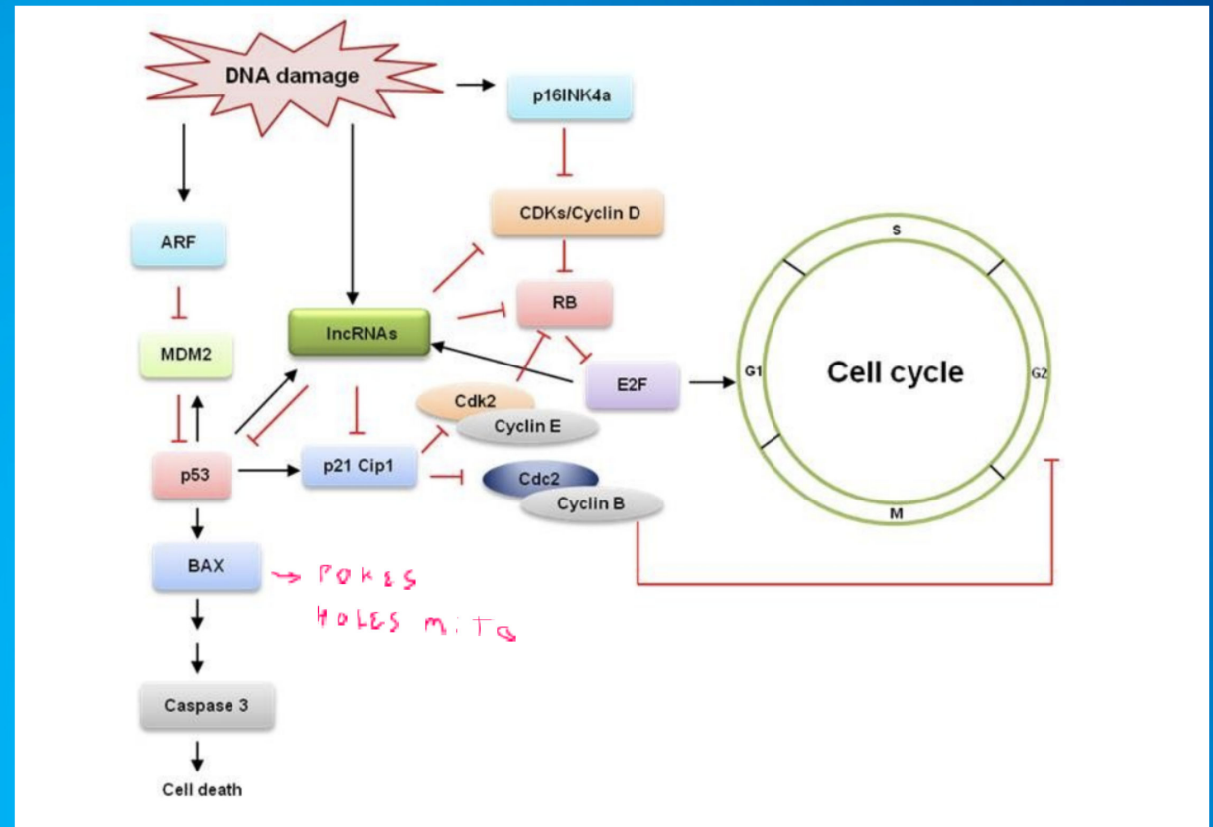 DNA damage
p16INK4a
CDKs/Cyclin D
ARF
RB
lncRNAs
MDM2
E2F
Cdk2
Cyclin E
p53
p21 Cip1
Cdc2
Cyclin B
BAX
→ POKES
HOLES MITO
Caspase 3
Cell death
S
G1
Cell cycle
G2
M